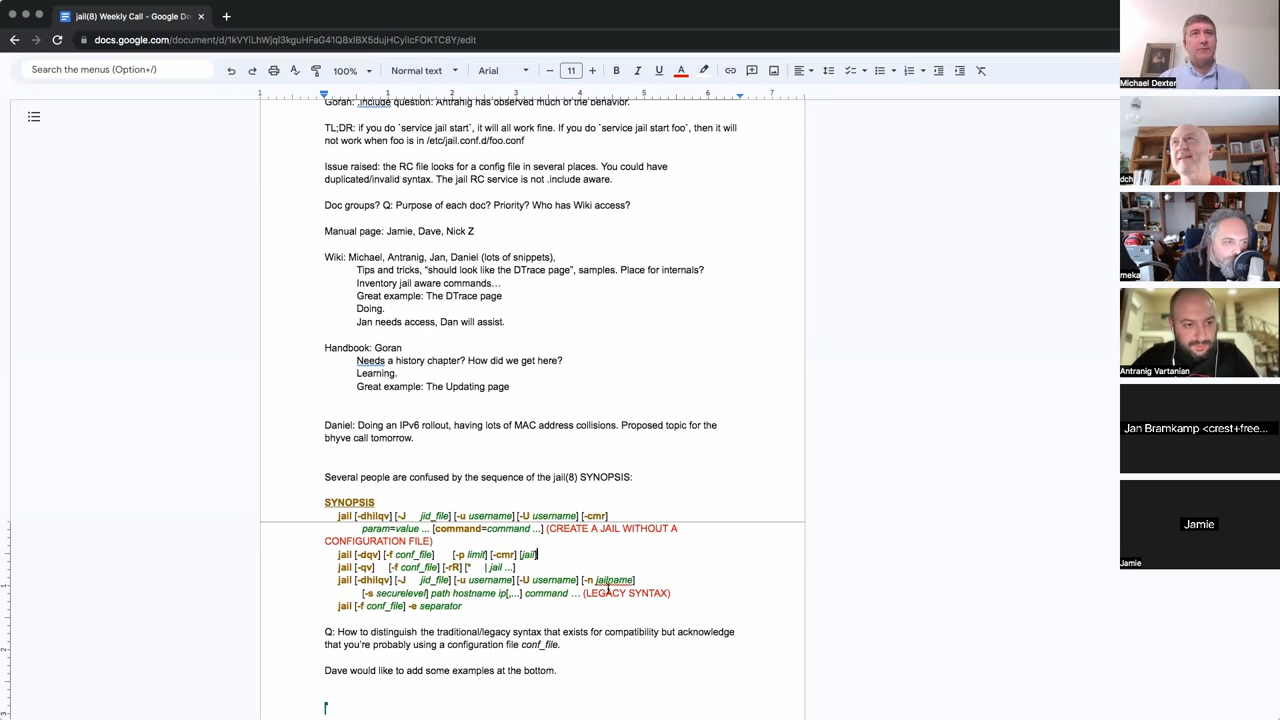 jail(8) Weekly Call - Google Do
docs.google.com/document/d/1kVYiLhWjql3kguHFaG41Q8xIBX5dujHCyiicFOKTC8Y/edit
Search the menus (Option+/)
100%
Normal text
Arial
11
B I U A
1 1 2 3 4 5 6 7
Goran: .include question: Antranig has observed much of the behavior.
TL;DR: if you do `service jail start`, it will all work fine. If you do `service jail start foo`, then it will
not work when foo is in /etc/jail.conf.d/foo.conf
Issue raised: the RC file looks for a config file in several places. You could have
duplicated/invalid syntax. The jail RC service is not .include aware.
Doc groups? Q: Purpose of each doc? Priority? Who has Wiki access?
Manual page: Jamie, Dave, Nick Z
Wiki: Michael, Antranig, Jan, Daniel (lots of snippets),
Tips and tricks, “should look like the DTrace page”, samples. Place for internals?
Inventory jail aware commands…
Great example: The DTrace page
Doing.
Jan needs access, Dan will assist.
Handbook: Goran
Needs a history chapter? How did we get here?
Learning.
Great example: The Updating page
Daniel: Doing an IPv6 rollout, having lots of MAC address collisions. Proposed topic for the
bhyve call tomorrow.
Several people are confused by the sequence of the jail(8) SYNOPSIS:
SYNOPSIS
jail [-dhilqv] [-J jid_file] [-u username] [-U username] [-cmr]
param=value ... [command=command ...] (CREATE A JAIL WITHOUT A
CONFIGURATION FILE)
jail [-dqv] [-f conf_file] [-p limit] [-cmr] [jail]
jail [-qv] [-f conf_file] [-rR] [* | jail ...]
jail [-dhilqv] [-J jid_file] [-u username] [-U username] [-n jailname]
[-s securelevel] path hostname ip[,...] command … (LEGACY SYNTAX)
jail [-f conf_file] -e separator
Q: How to distinguish the traditional/legacy syntax that exists for compatibility but acknowledge
that you’re probably using a configuration file conf_file.
Dave would like to add some examples at the bottom.
Michael Dexter
dch
meka
Antranig Vartanian
Jan Bramkamp <crest+free...
Jamie
Jamie